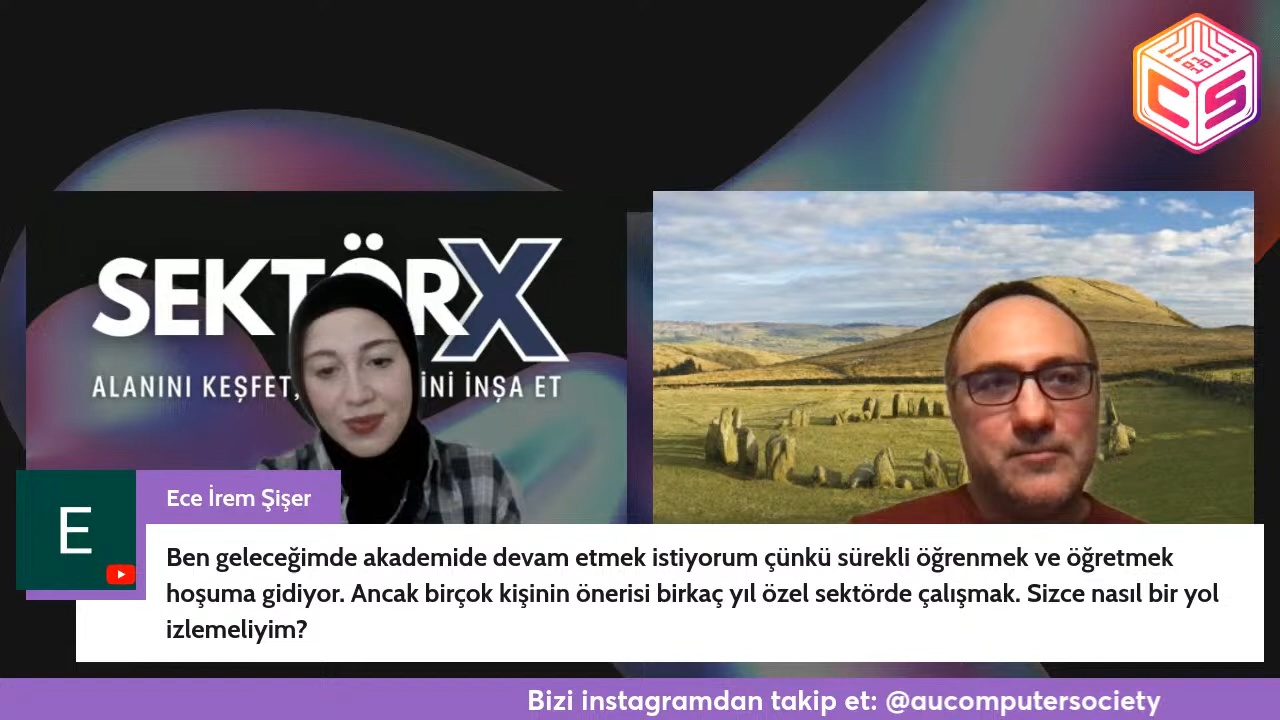 CS
SEKTÖRX
ALANINI KEŞFET, İNİ İNŞA ET
E
Ece İrem Şişer
Ben geleceğimde akademide devam etmek istiyorum çünkü sürekli öğrenmek ve öğretmek
hoşuma gidiyor. Ancak birçok kişinin önerisi birkaç yıl özel sektörde çalışmak. Sizce nasıl bir yol
izlemeliyim?
Bizi instagramdan takip et: @aucomputersociety